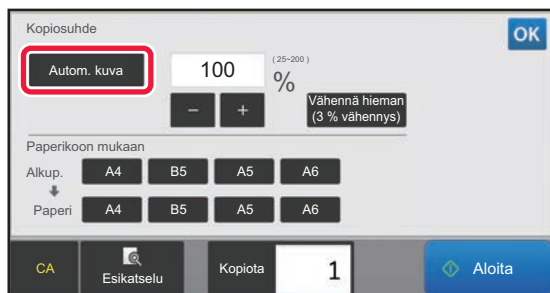 Kopiosuhde
OK
Autom. kuva
100
(25~200)
%
Vähennä hieman
(3 % vähennys)
– +
Paperikoon mukaan
Alkup. A4 B5 A5 A6
Paperi A4 B5 A5 A6
CA
Esikatselu
Kopiota
1
Aloita